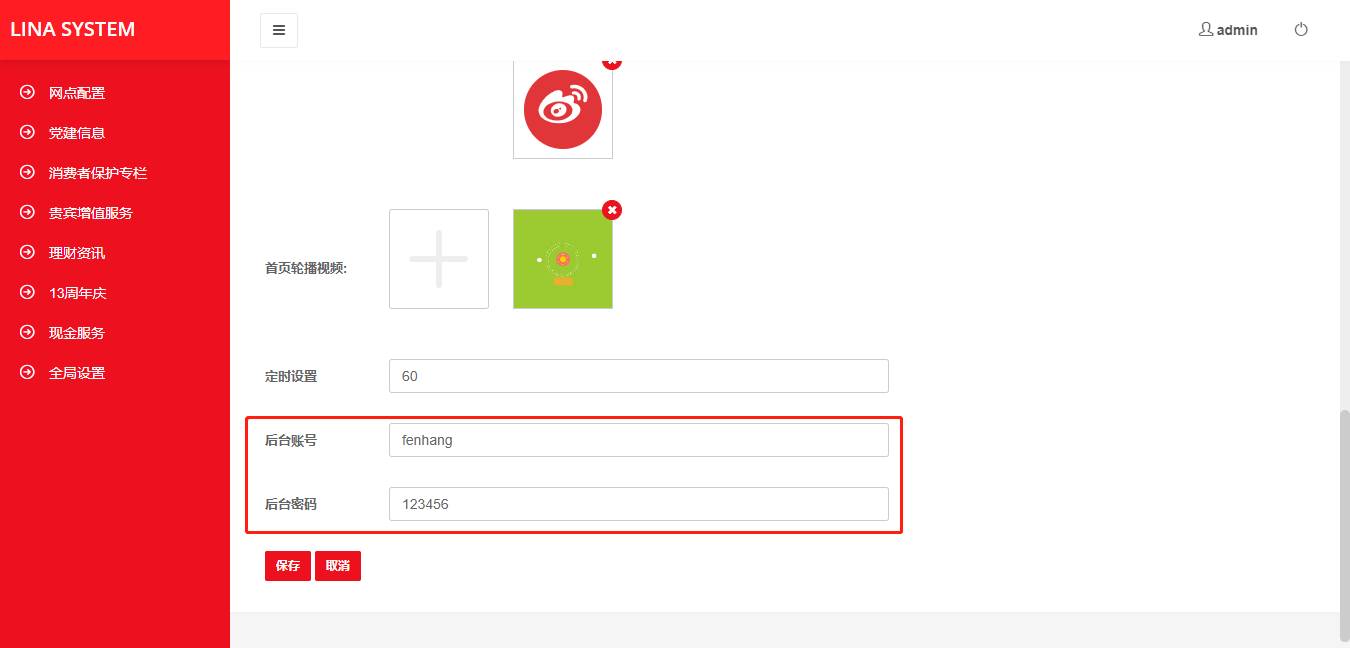 LINA SYSTEM
admin
网点配置
党建信息
消费者保护专栏
贵宾增值服务
理财资讯
13周年庆
现金服务
全局设置
首页轮播视频:
定时设置
60
后台账号
fenhang
后台密码
123456
保存 取消